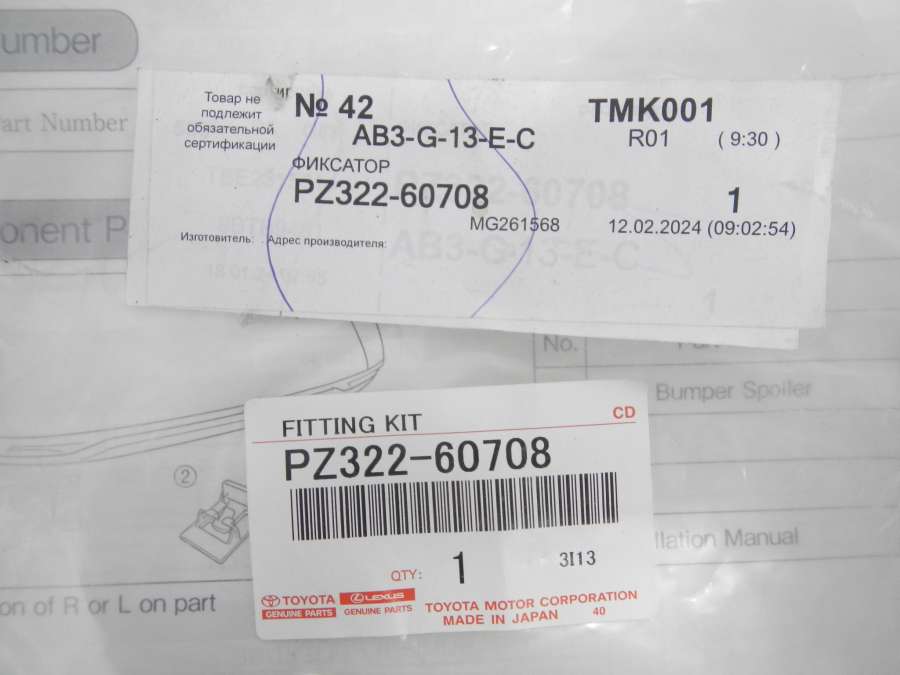 umber
art Number
Товар не
подлежит
обязательной
сертификации
№ 42
AB3-G-13-E-C
ФИКСАТОР
PZ322-60708
MG261568
TMK001
R01 ( 9:30 )
1
12.02.2024 (09:02:54)
Изготовитель: Адрес производителя:
60708
AB3-G-13-E-C
1
onent P
No.
Bumper Spoiler
FITTING KIT
CD
PZ322-60708
QTY: 1
3I13
TOYOTA
GENUINE PARTS
LEXUS
GENUINE PARTS
TOYOTA MOTOR CORPORATION
MADE IN JAPAN 40
2
llation Manual
on of R or L on part